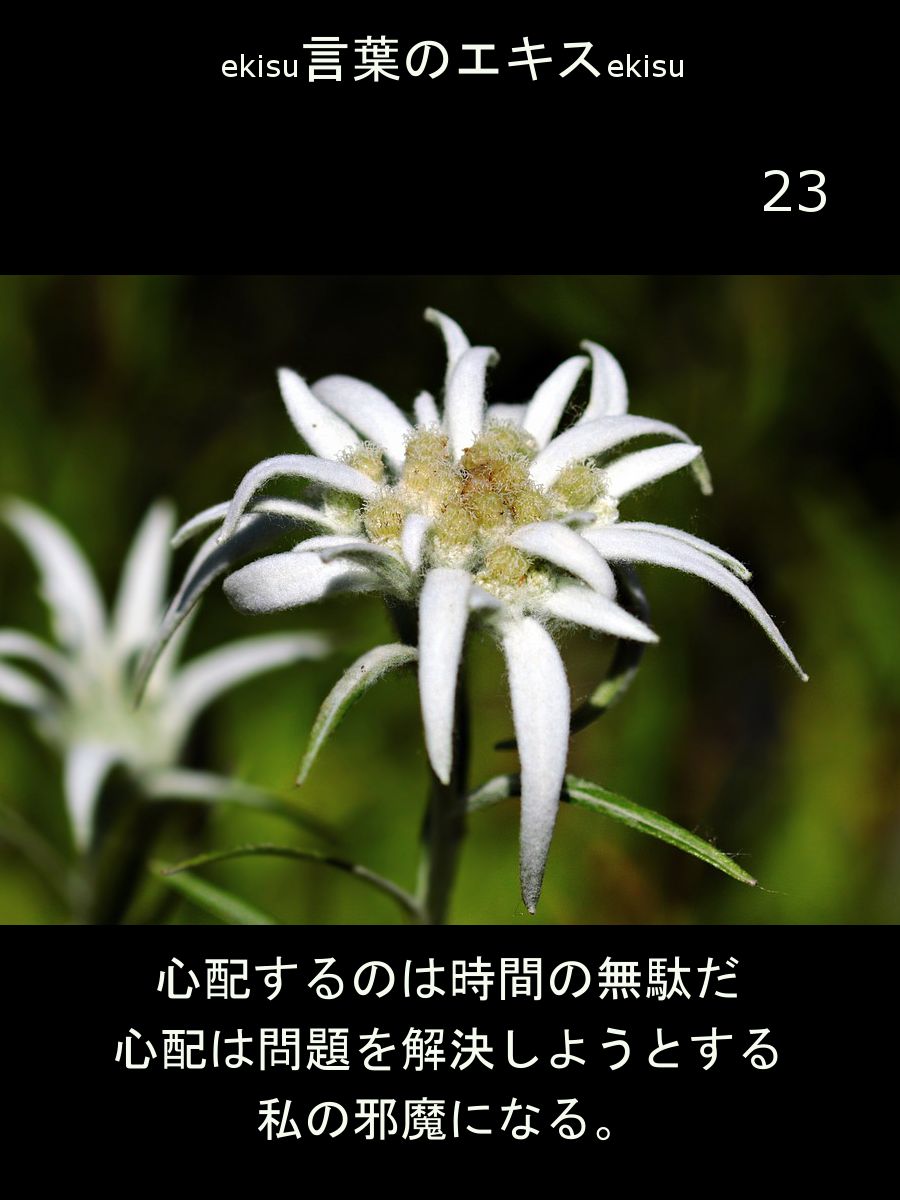 ekisu言葉のエキスekisu
23
心配するのは時間の無駄だ
心配は問題を解決しようとする
私の邪魔になる。